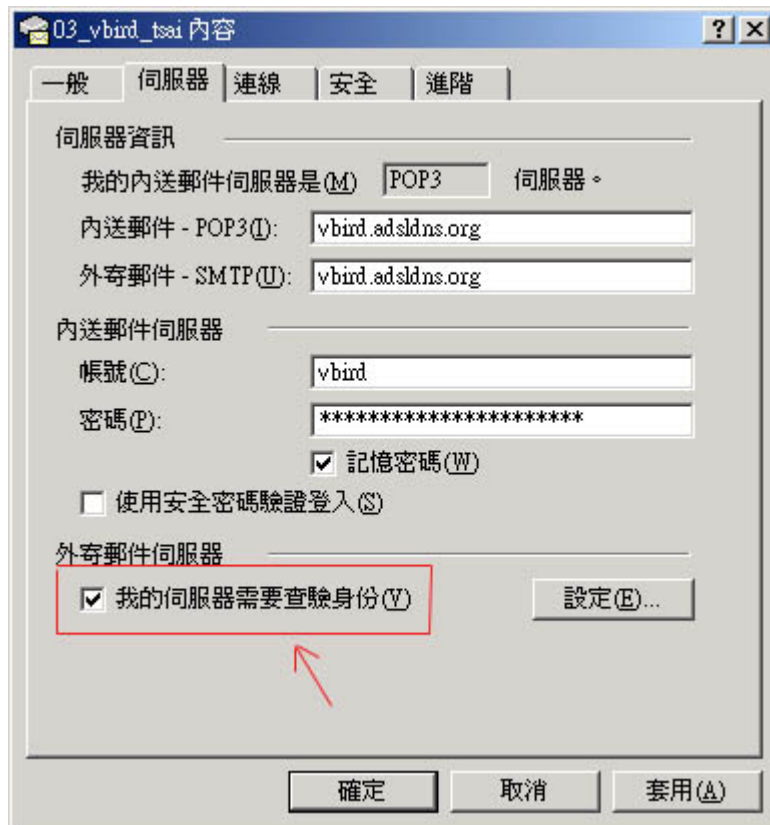 03_vbird_tsai 內容
一般 伺服器 連線 安全 進階
伺服器資訊
我的內送郵件伺服器是(M) POP3 伺服器。
內送郵件 - POP3(I): vbird.adsldns.org
外寄郵件 - SMTP(U): vbird.adsldns.org
內送郵件伺服器
帳號(C): vbird
密碼(P): **********************
記憶密碼(W)
使用安全密碼驗證登入(S)
外寄郵件伺服器
我的伺服器需要查驗身份(V) 設定(E)...
確定 取消 套用(A)